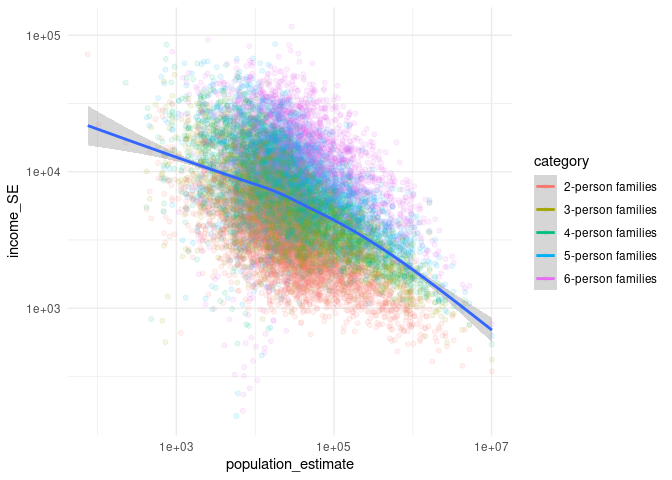 1e+05
1e+04
1e+03
income_SE
1e+03
1e+05
1e+07
population_estimate
category
2-person families
3-person families
4-person families
5-person families
6-person families